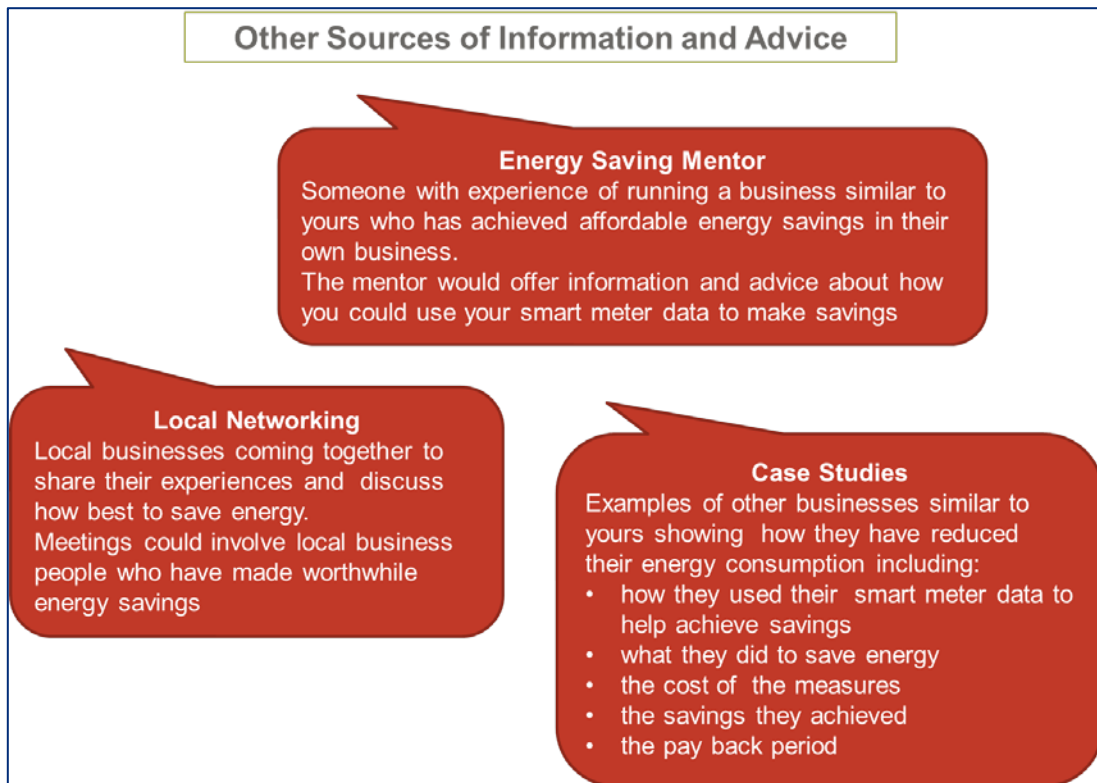 Other Sources of Information and Advice
Energy Saving Mentor
Someone with experience of running a business similar to
yours who has achieved affordable energy savings in their
own business.
The mentor would offer information and advice about how
you could use your smart meter data to make savings
Local Networking
Local businesses coming together to
share their experiences and discuss
how best to save energy.
Meetings could involve local business
people who have made worthwhile
energy savings
Case Studies
Examples of other businesses similar to
yours showing how they have reduced
their energy consumption including:
• how they used their smart meter data to
help achieve savings
• what they did to save energy
• the cost of the measures
• the savings they achieved
• the pay back period